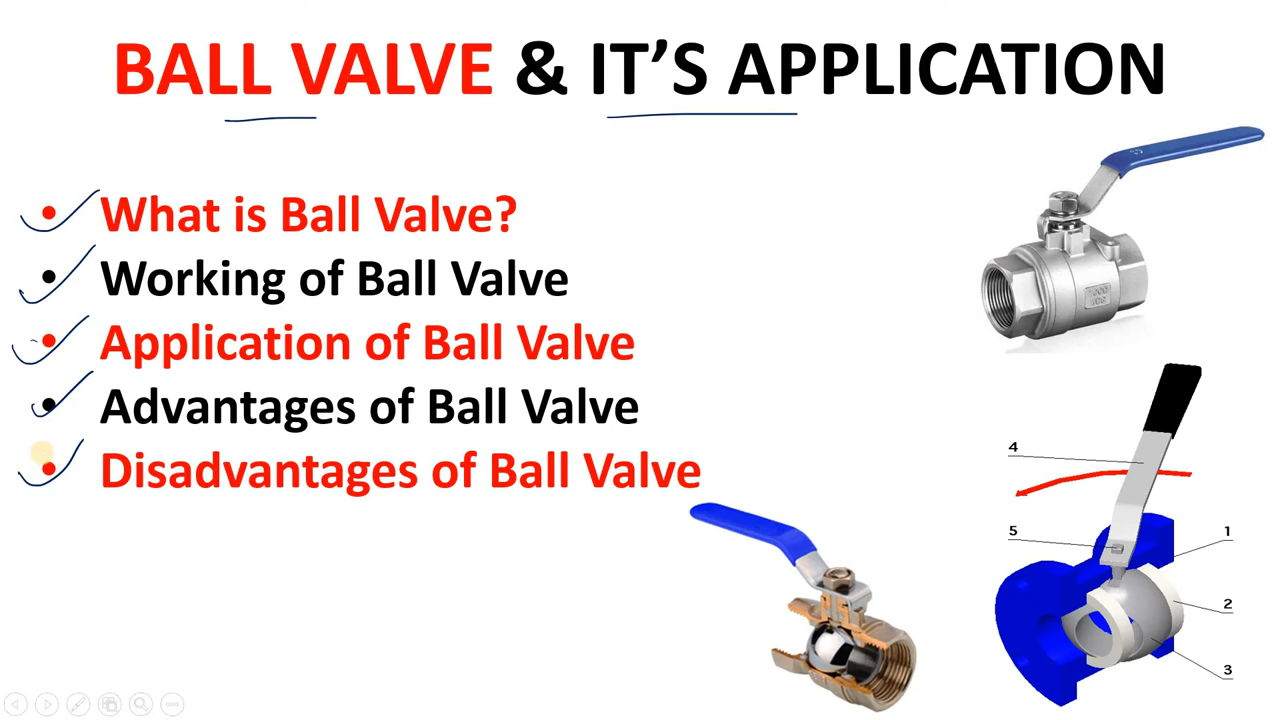 BALL VALVE & IT'S APPLICATION
• What is Ball Valve?
• Working of Ball Valve
• Application of Ball Valve
• Advantages of Ball Valve
• Disadvantages of Ball Valve
4
5
1
2
3